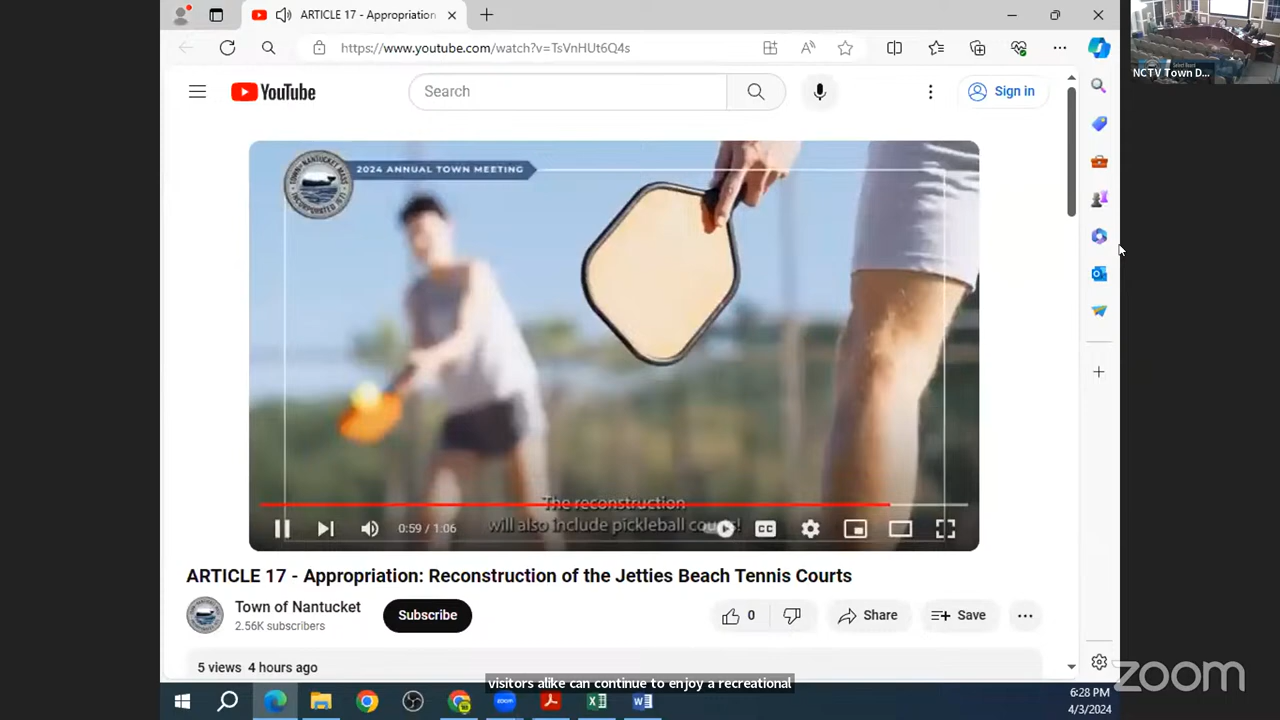 ARTICLE 17 - Appropriation
https://www.youtube.com/watch?v=TsVnHUt6Q4s
NCTV Town D...
YouTube
Search
Sign in
2024 ANNUAL TOWN MEETING
The reconstruction
will also include pickleball courts!
0:59 / 1:06
CC
ARTICLE 17 - Appropriation: Reconstruction of the Jetties Beach Tennis Courts
Town of Nantucket
2.56K subscribers
Subscribe
0
Share
Save
5 views 4 hours ago
visitors alike can continue to enjoy a recreational
zoom
6:28 PM
4/3/2024